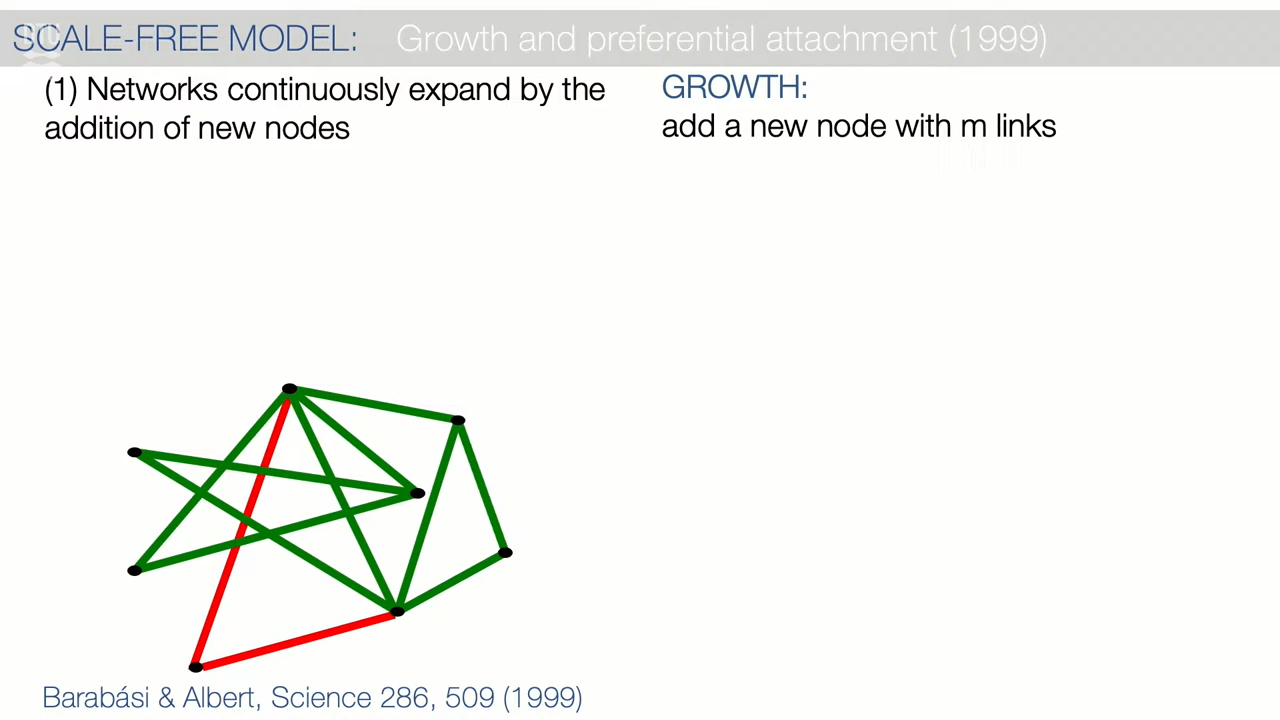 SCALE-FREE MODEL: Growth and preferential attachment (1999)
(1) Networks continuously expand by the
addition of new nodes
GROWTH:
add a new node with m links
Barabási & Albert, Science 286, 509 (1999)